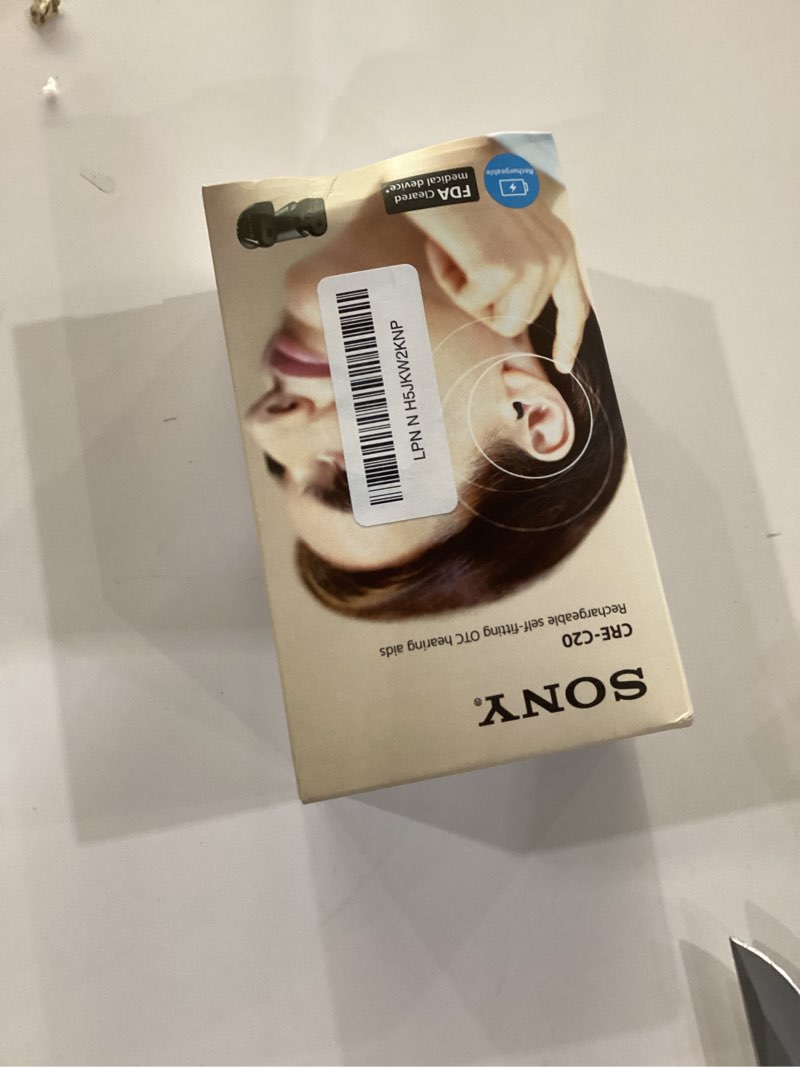 SONY®
CRE-C20
Rechargeable self-fitting OTC hearing aids
LPN N H5JKW2KNP
Rechargeable
FDA Cleared
medical device*